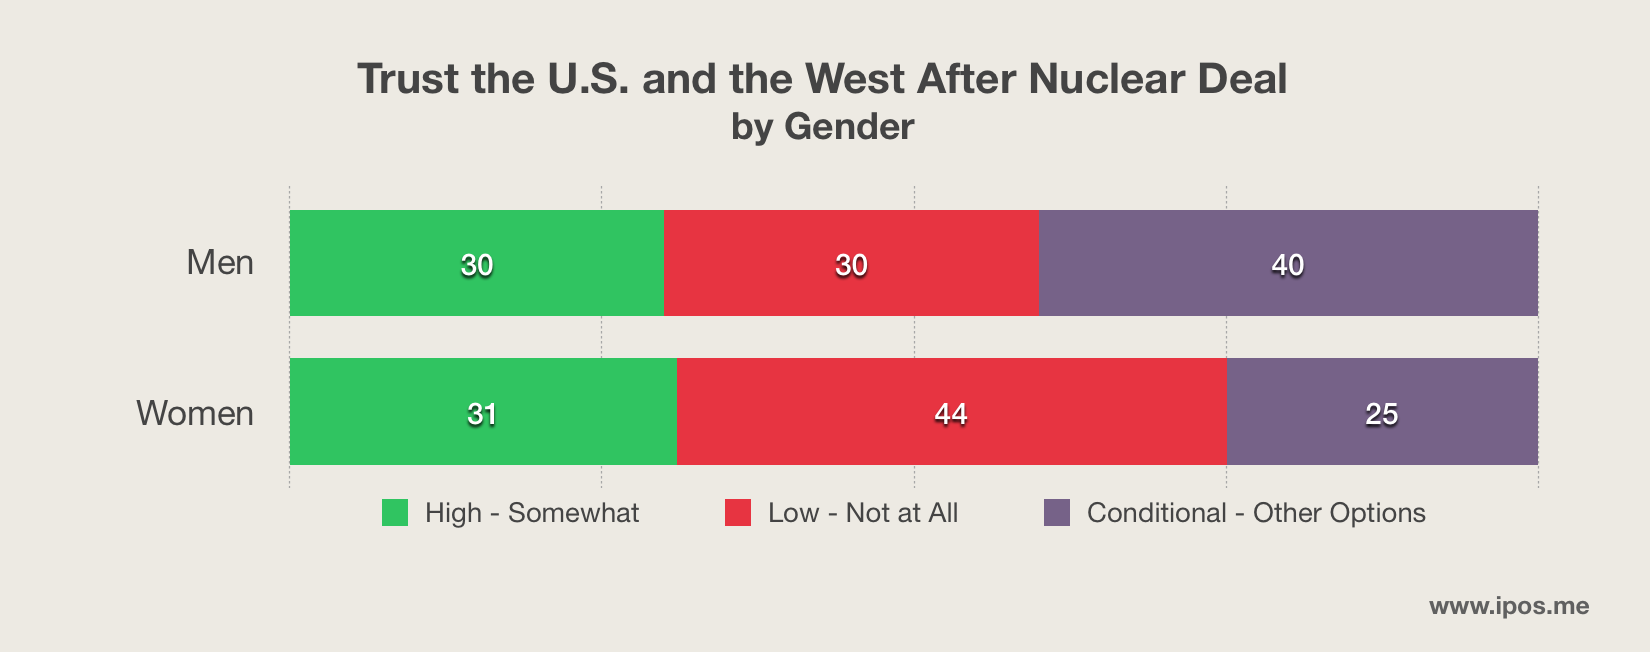 Trust the U.S. and the West After Nuclear Deal
by Gender
Men
30
30
40
Women
31
44
25
High - Somewhat
Low - Not at All
Conditional - Other Options
www.ipos.me